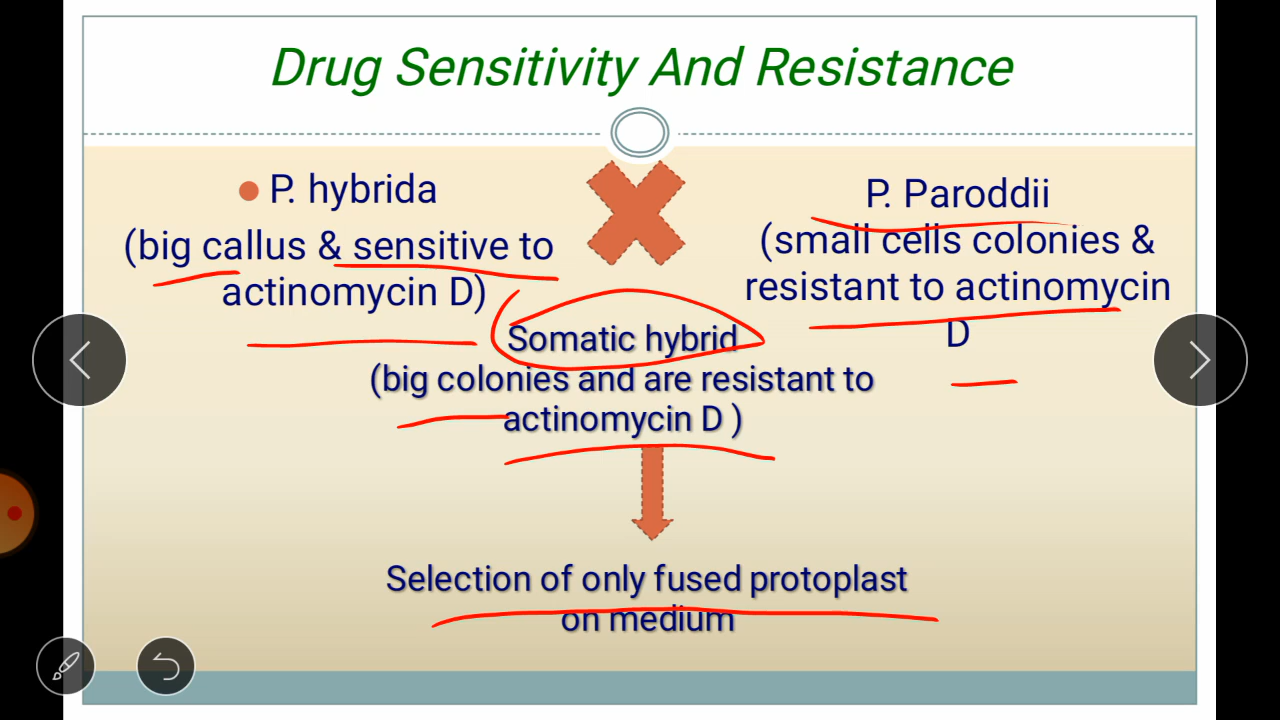 Drug Sensitivity And Resistance
P. hybrida
(big callus & sensitive to
actinomycin D)
P. Paroddii
(small cells colonies &
resistant to actinomycin
D
Somatic hybrid
(big colonies and are resistant to
actinomycin D )
Selection of only fused protoplast
on medium